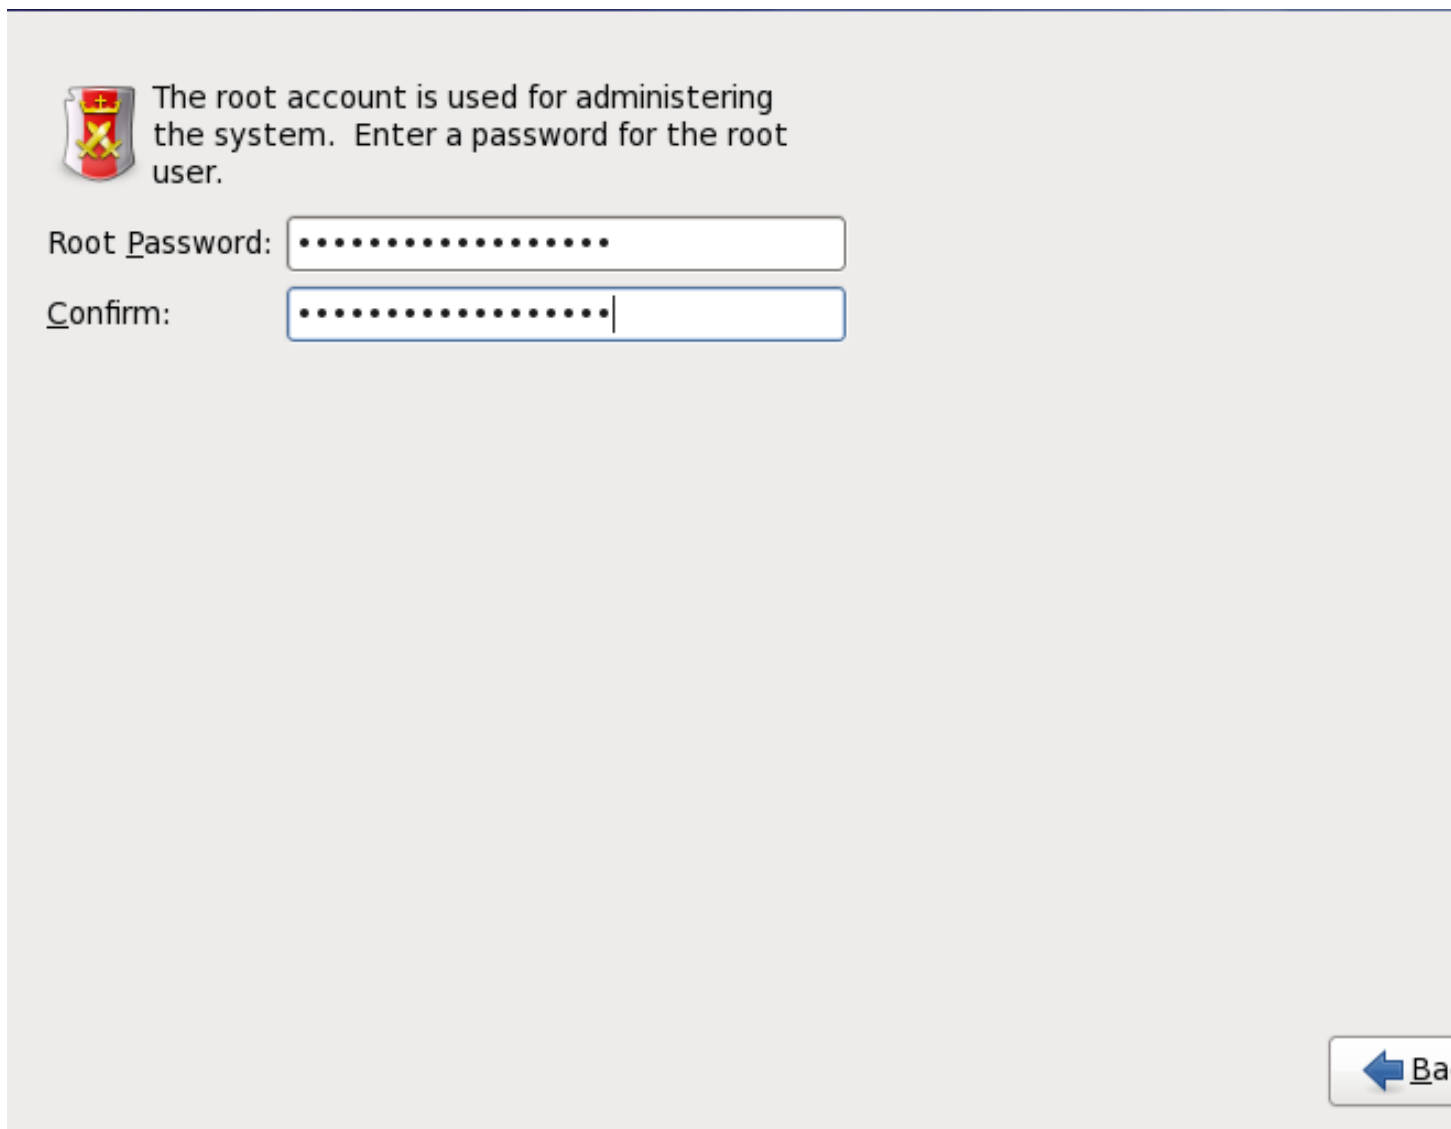 The root account is used for administering
the system.  Enter a password for the root
user.
Root Password: ••••••••••••••••••
Confirm: ••••••••••••••••••
Ba